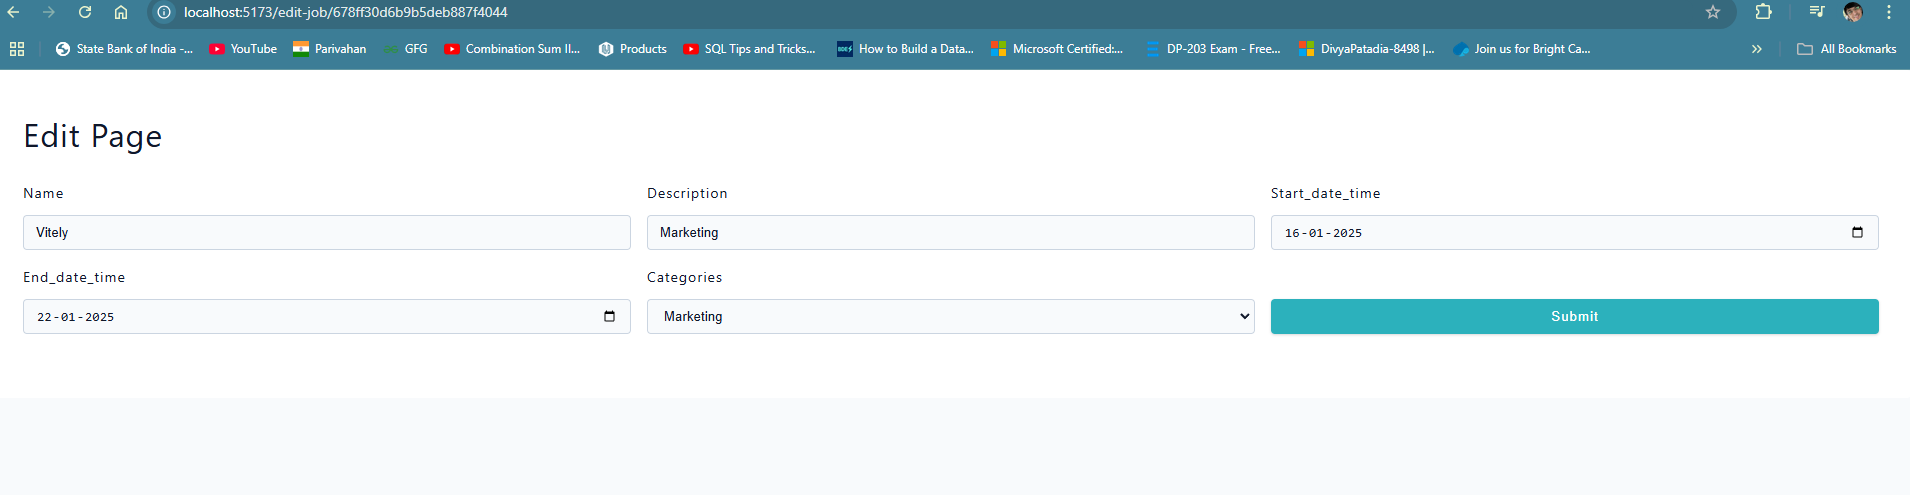 localhost:5173/edit-job/678ff30d6b9b5deb887f4044
State Bank of India -... YouTube Parivahan GFG Combination Sum II... Products SQL Tips and Tricks... How to Build a Data... Microsoft Certified:... DP-203 Exam - Free... DivyaPatadia-8498 |... Join us for Bright Ca... » All Bookmarks
Edit Page
Name Description Start_date_time
Vitely Marketing 16-01-2025
End_date_time Categories
22-01-2025 Marketing Submit